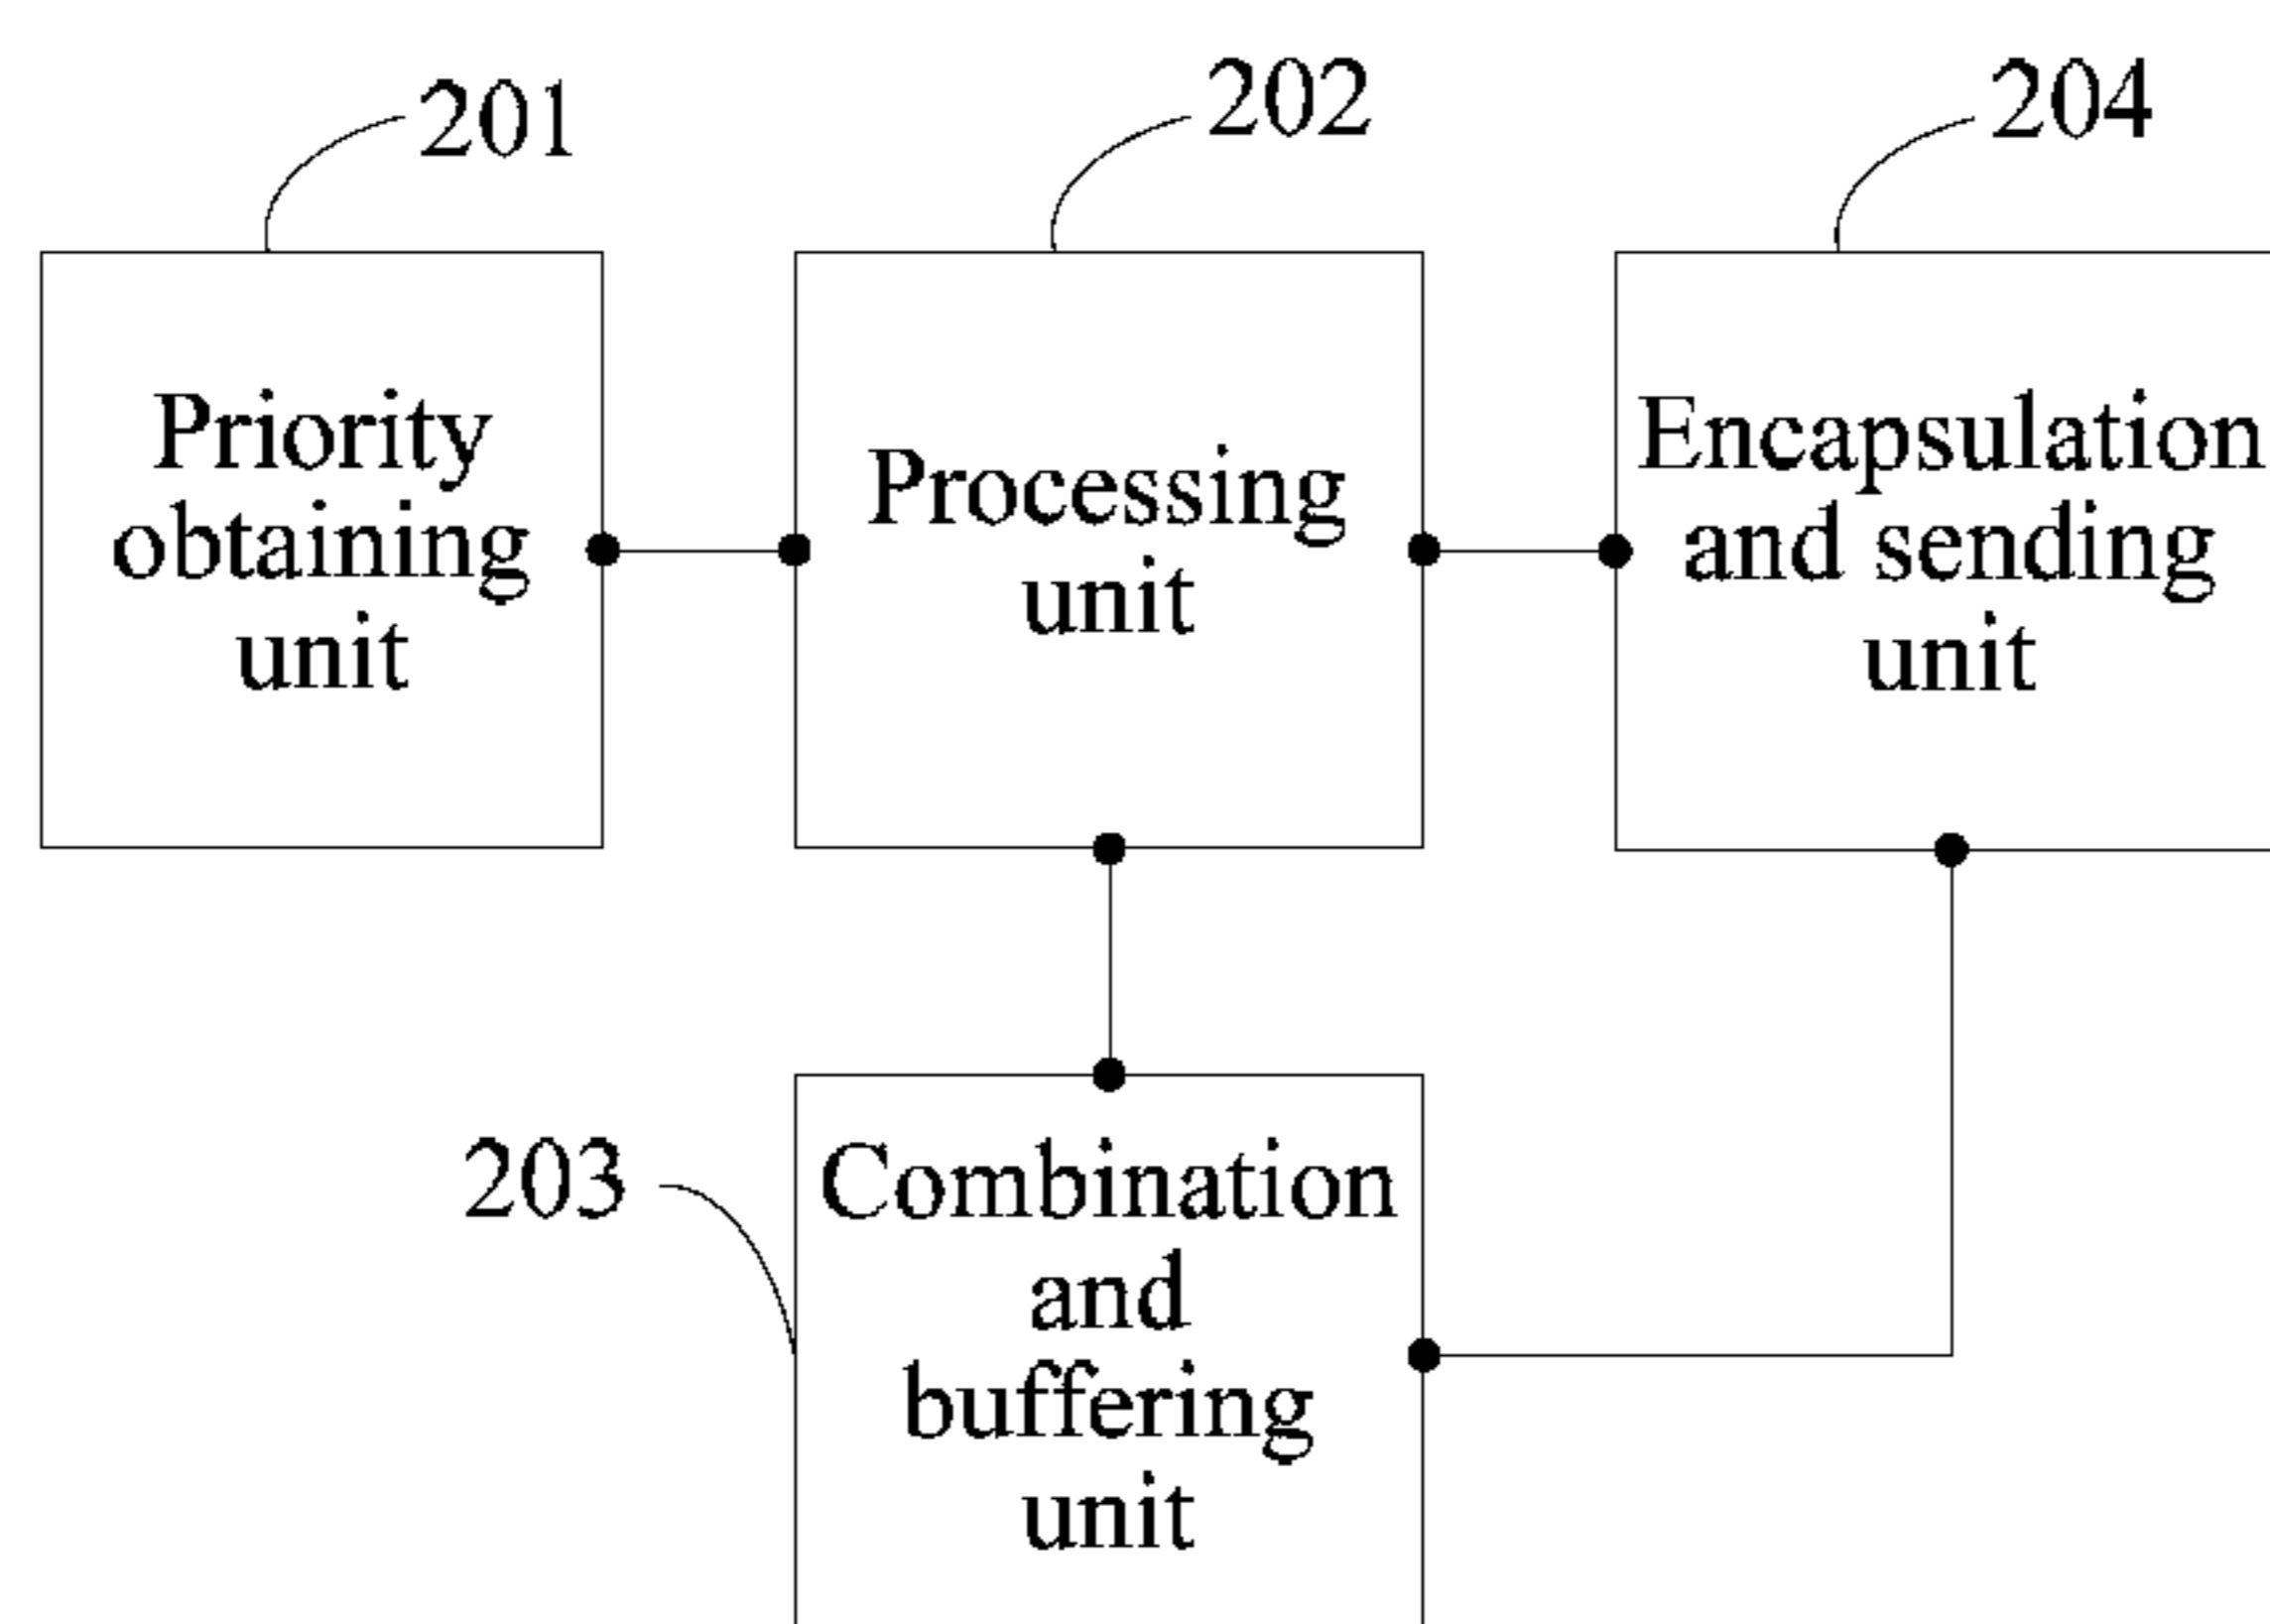 201
202
204
Priority
obtaining
unit
Processing
unit
Encapsulation
and sending
unit
203
Combination
and
buffering
unit